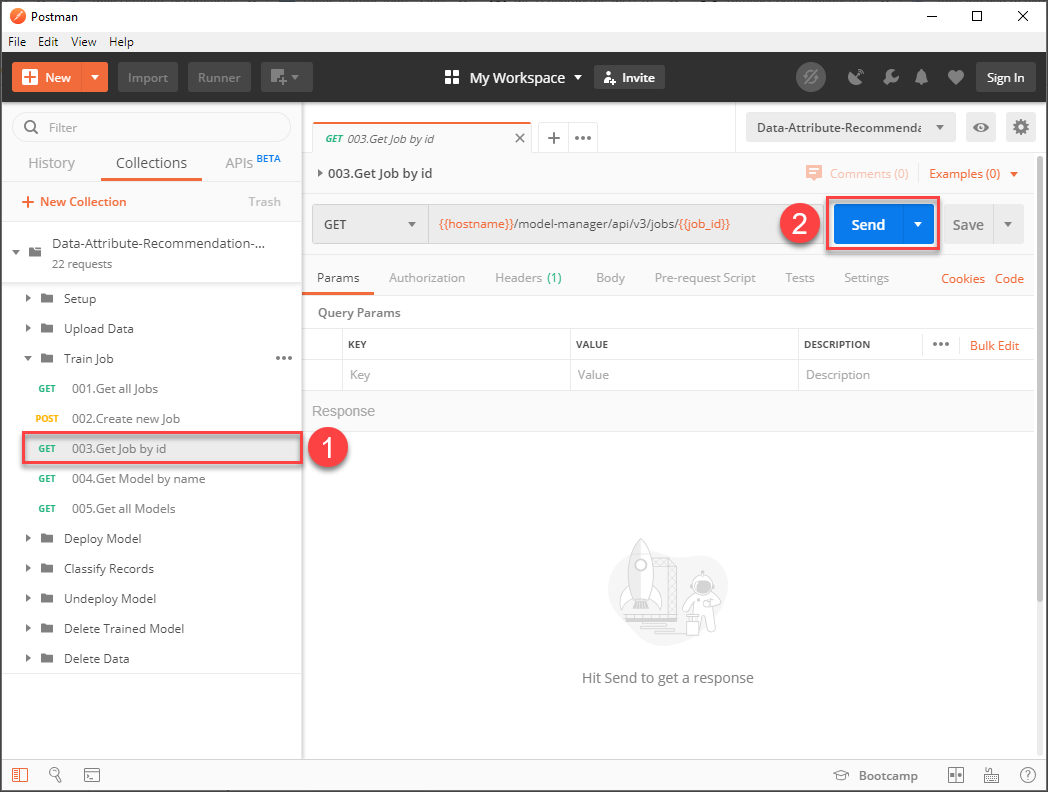 Postman
File Edit View Help
New Import Runner My Workspace Invite Sign In
Filter
History Collections APIs BETA
+ New Collection Trash
Data-Attribute-Recommendation-...
22 requests
Setup
Upload Data
Train Job
GET 001.Get all Jobs
POST 002.Create new Job
GET 003.Get Job by id
1
GET 004.Get Model by name
GET 005.Get all Models
Deploy Model
Classify Records
Undeploy Model
Delete Trained Model
Delete Data
GET 003.Get Job by id
Data-Attribute-Recommenda
003.Get Job by id Comments (0) Examples (0)
GET {{hostname}}/model-manager/api/v3/jobs/{{job_id}} 2 Send Save
Params Authorization Headers (1) Body Pre-request Script Tests Settings Cookies Code
Query Params
KEY VALUE DESCRIPTION Bulk Edit
Key Value Description
Response
Hit Send to get a response
Bootcamp